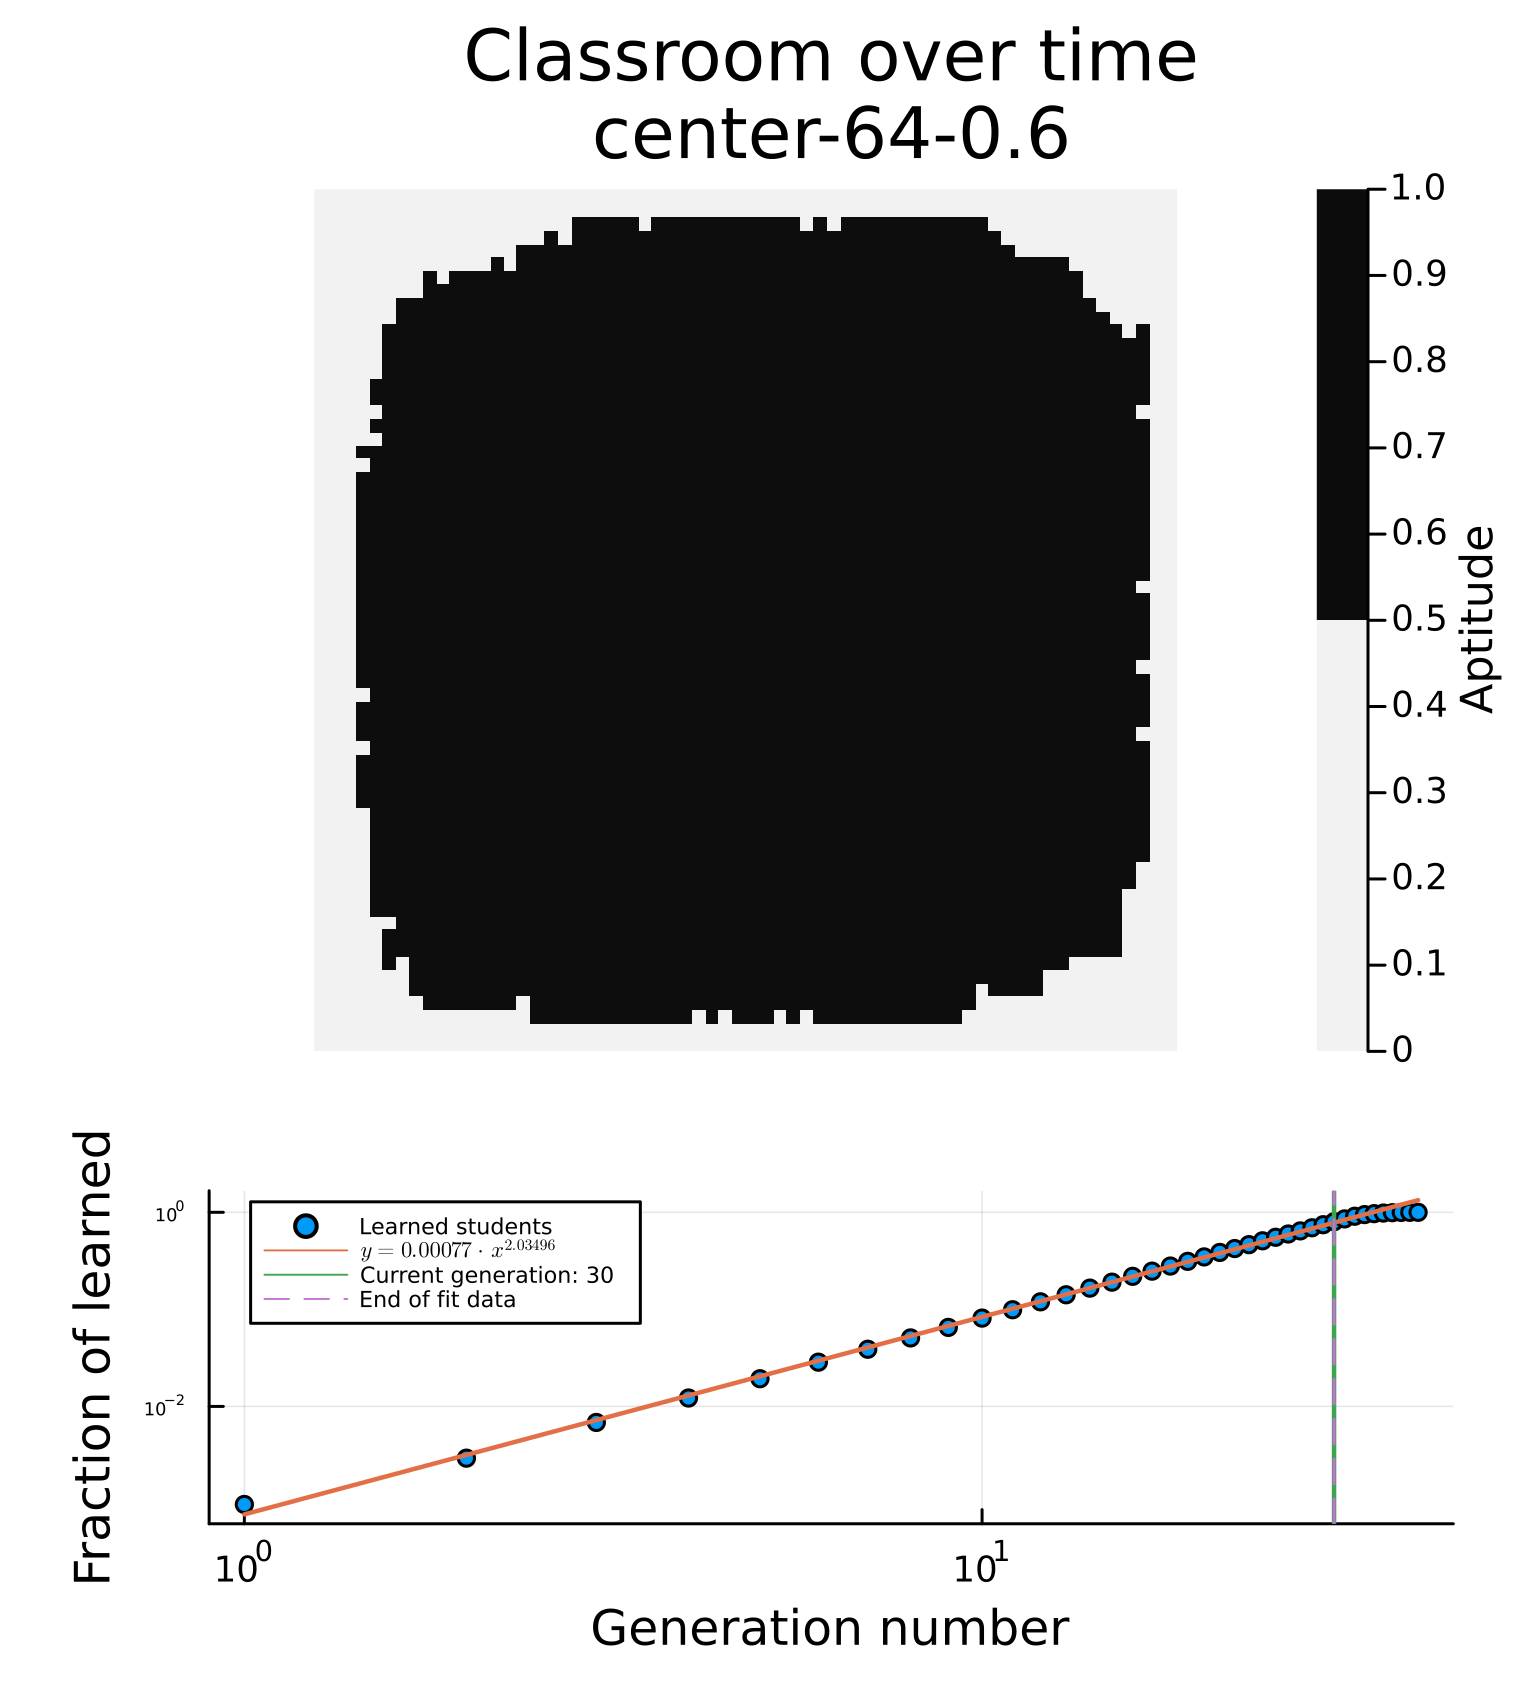 Classroom over time
center-64-0.6
1.0
0.9
0.8
0.7
0.6
0.5
0.4
0.3
0.2
0.1
0
Aptitude
Fraction of learned
10⁰
10⁻²
Learned students
y = 0.00077 · x^2.03496
Current generation: 30
End of fit data
10⁰
10¹
Generation number